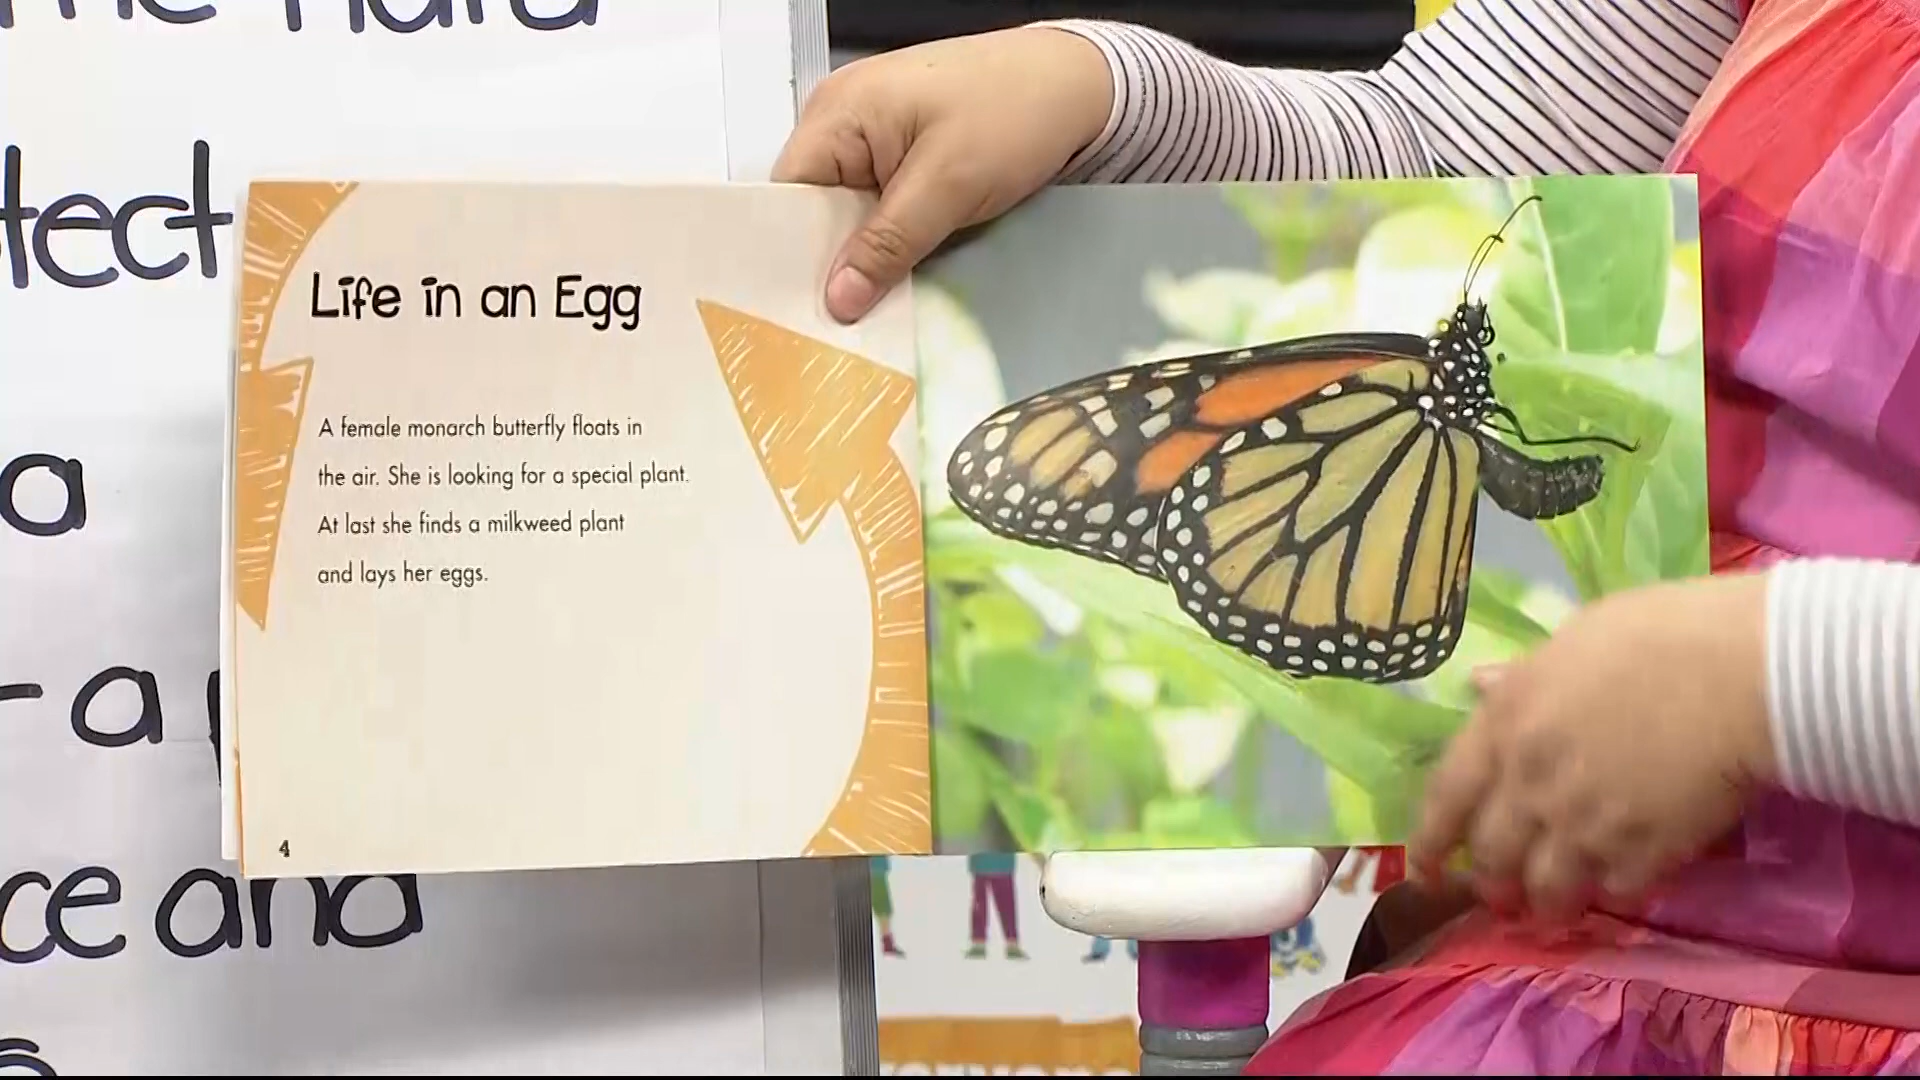 tect
a
- a
ce and
Life in an Egg
A female monarch butterfly floats in
the air. She is looking for a special plant.
At last she finds a milkweed plant
and lays her eggs.
4